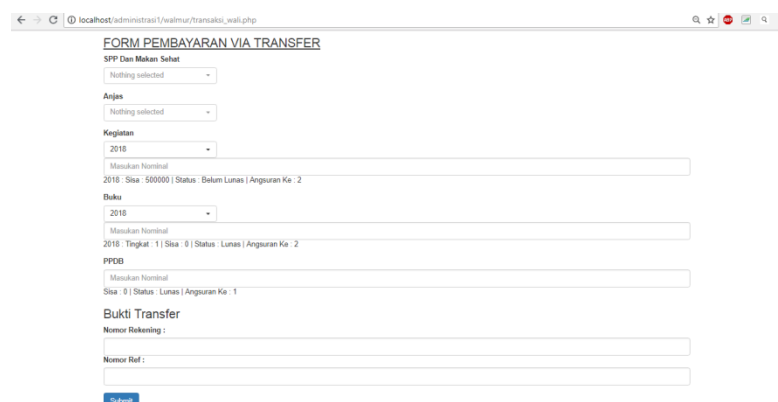 localhost/administrasi1/walmur/transaksi_wali.php
ABP
FORM PEMBAYARAN VIA TRANSFER
SPP Dan Makan Sehat
Nothing selected
Anjas
Nothing selected
Kegiatan
2018
Masukan Nominal
2018 : Sisa : 500000 | Status : Belum Lunas | Angsuran Ke : 2
Buku
2018
Masukan Nominal
2018 : Tingkat : 1 | Sisa : 0 | Status : Lunas | Angsuran Ke : 2
PPDB
Masukan Nominal
Sisa : 0 | Status : Lunas | Angsuran Ke : 1
Bukti Transfer
Nomor Rekening :
Nomor Ref :
Submit